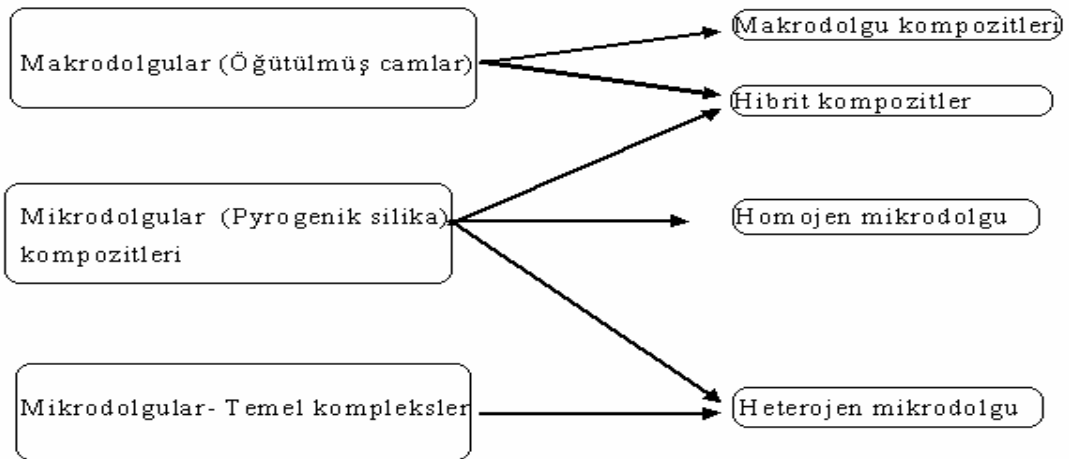 Makrodolgular (Öğütülmüş camlar)
Mikrodolgular (Pyrogenik silika)
kompozitleri
Mikrodolgular- Temel kompleksler
Makrodolgu kompozitleri
Hibrit kompozitler
Homojen mikrodolgu
Heterojen mikrodolgu